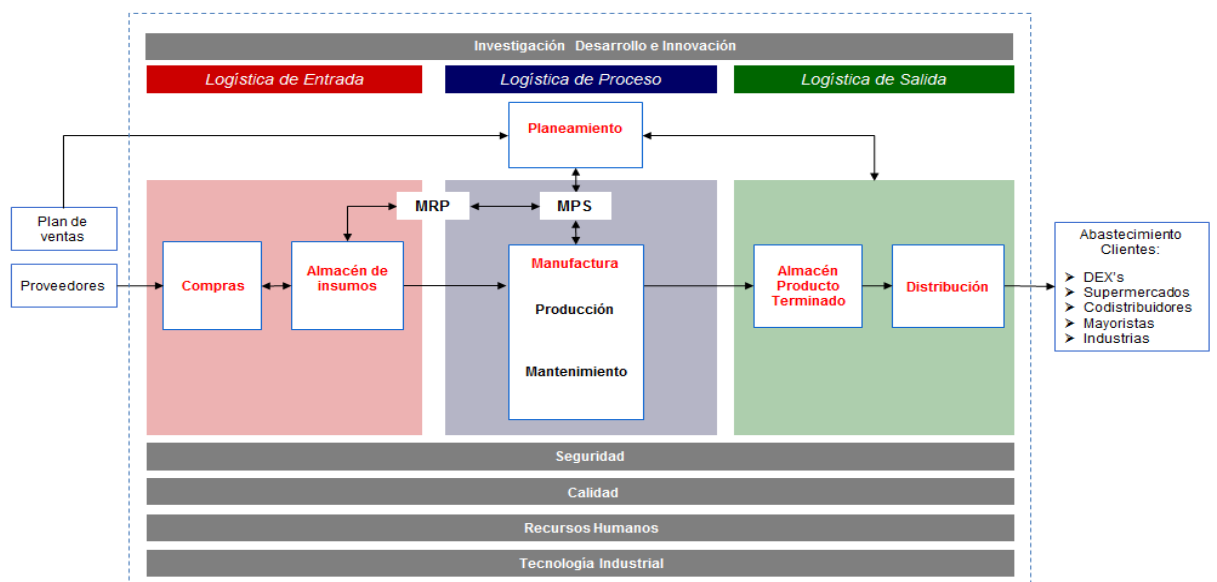 Investigación Desarrollo e Innovación
Logística de Entrada
Logística de Proceso
Logística de Salida
Planeamiento
MRP
MPS
Plan de
ventas
Proveedores
Compras
Almacén de
insumos
Manufactura
Producción
Mantenimiento
Almacén
Producto
Terminado
Distribución
Abastecimiento
Clientes:
➤ DEX's
➤ Supermercados
➤ Codistribuidores
➤ Mayoristas
➤ Industrias
Seguridad
Calidad
Recursos Humanos
Tecnología Industrial